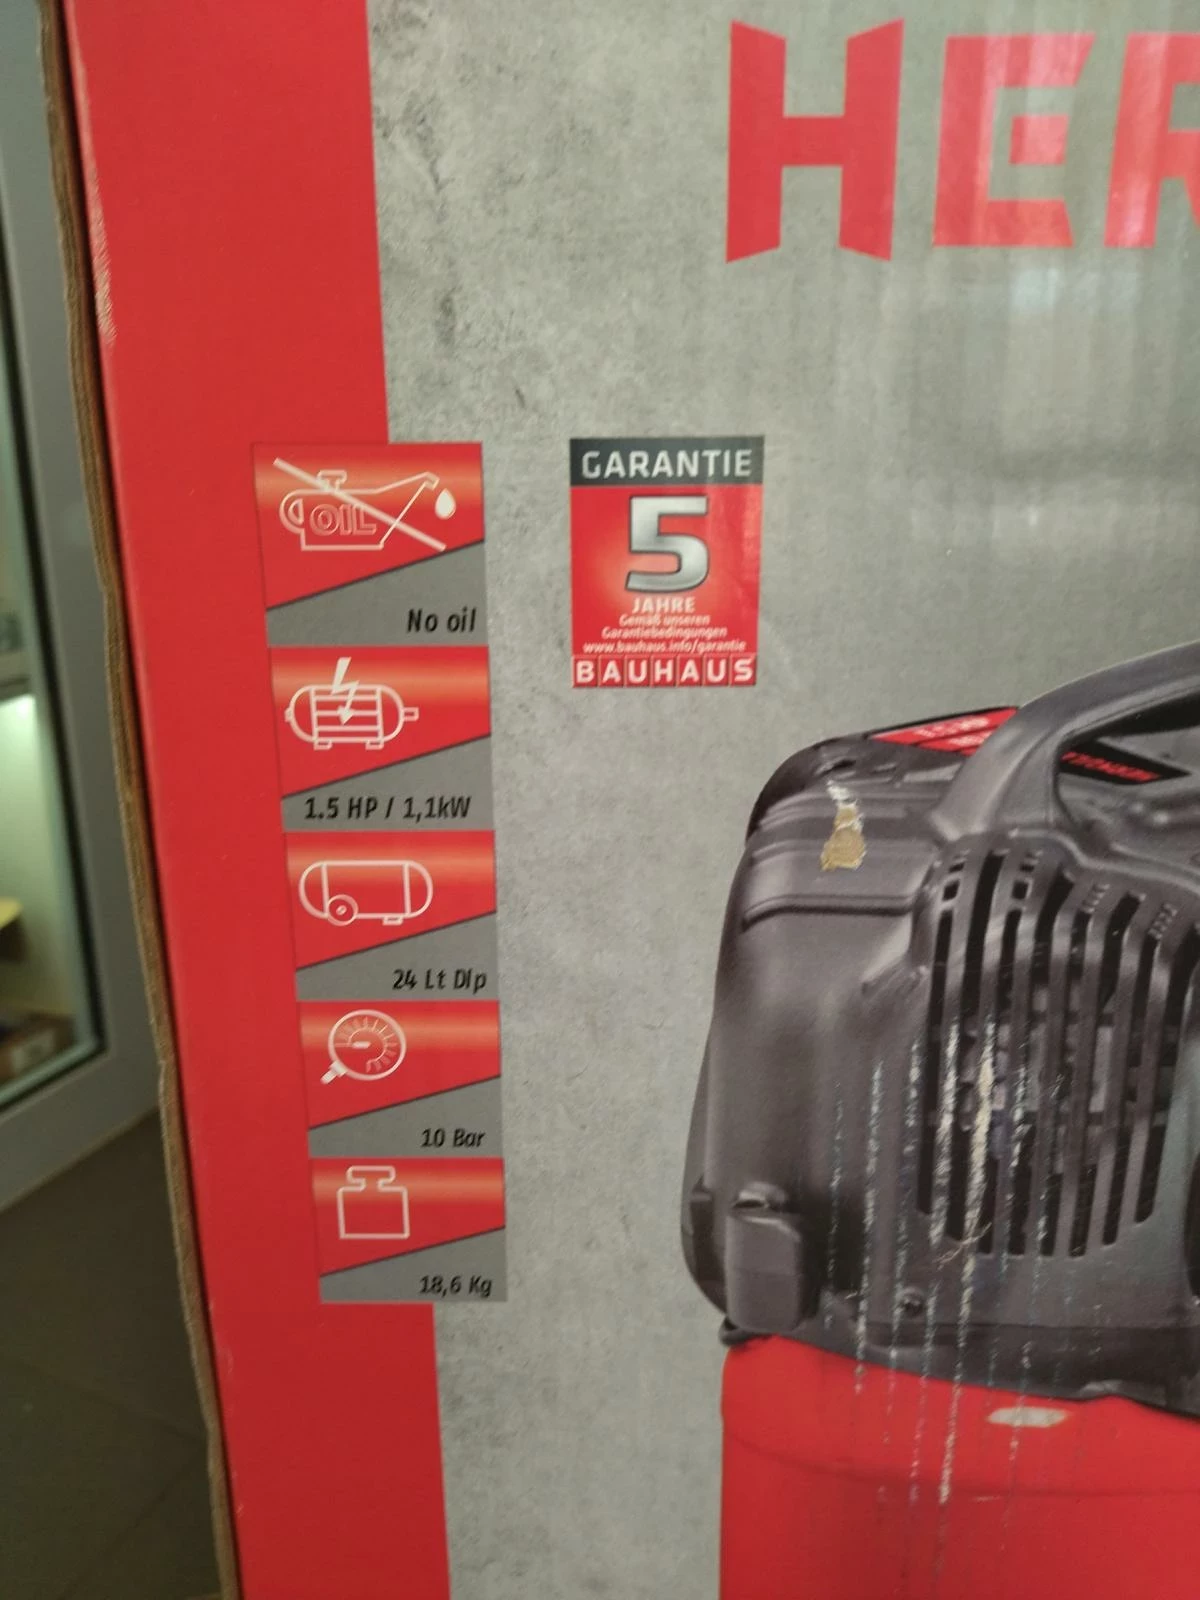 HER
GARANTIE
5
JAHRE
Gemäß unseren
Garantiebedingungen
www.bauhaus.info/garantie
BAUHAUS
OIL
No oil
1.5 HP / 1,1kW
24 Lt Dlp
10 Bar
18,6 Kg